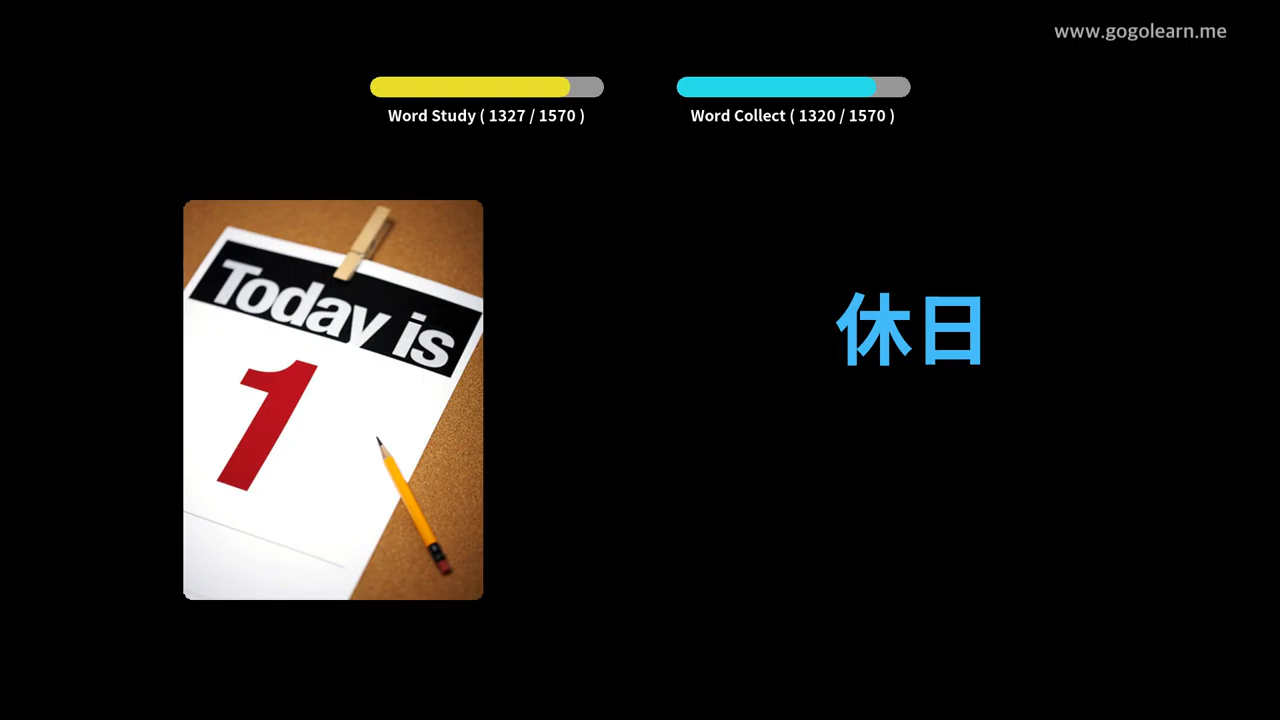 www.gogolearn.me
Word Study ( 1327 / 1570 )
Word Collect ( 1320 / 1570 )
Today is
1
休日